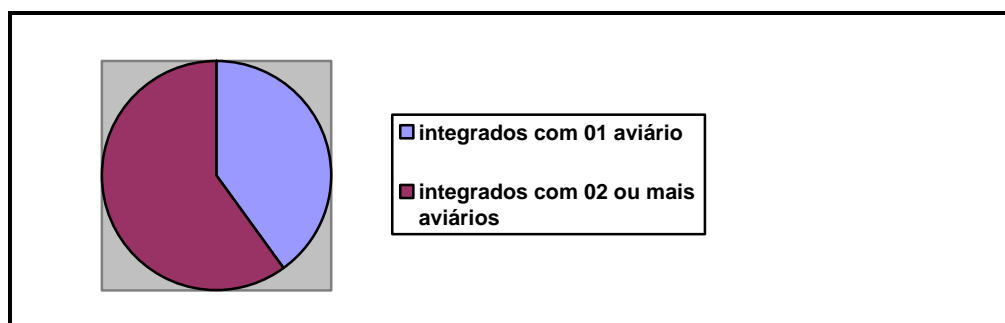 integrados com 01 aviário
integrados com 02 ou mais
aviários